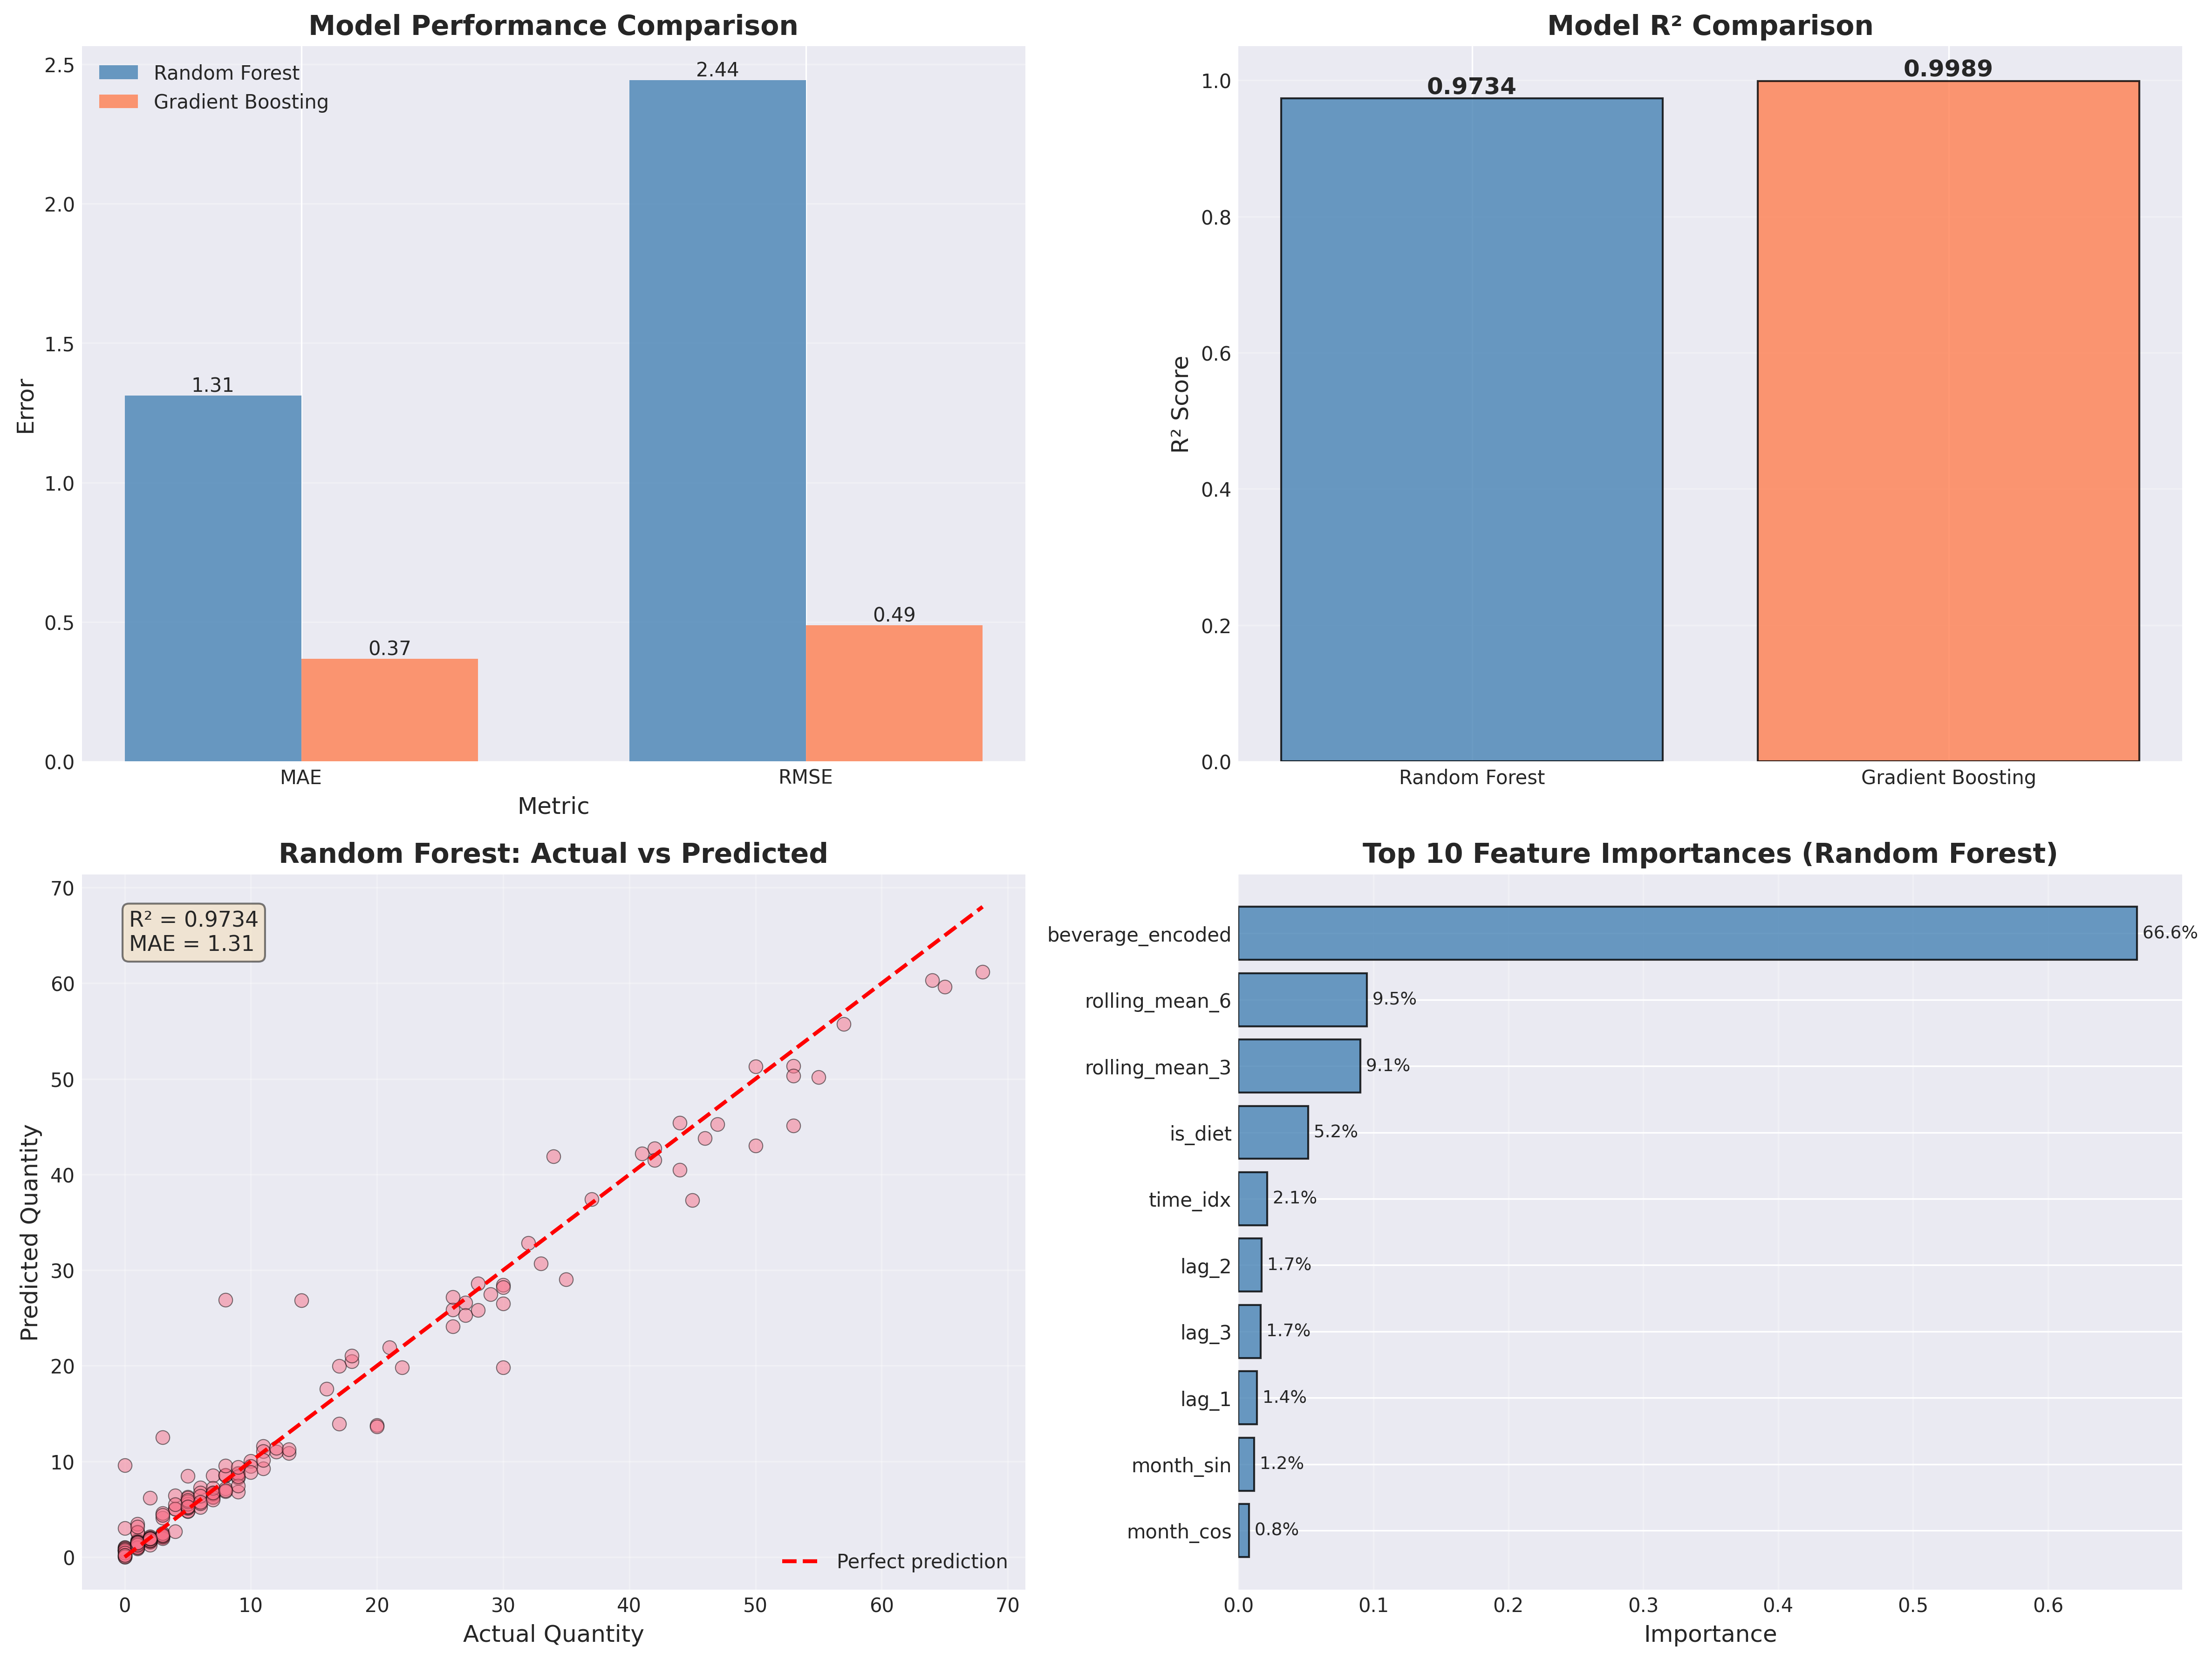 Model Performance Comparison
Random Forest
Gradient Boosting
2.5
2.0
1.5
1.0
0.5
0.0
Error
1.31
0.37
2.44
0.49
MAE
RMSE
Metric
Model R² Comparison
1.0
0.8
0.6
0.4
0.2
0.0
R² Score
0.9734
0.9989
Random Forest
Gradient Boosting
Random Forest: Actual vs Predicted
R² = 0.9734
MAE = 1.31
70
60
50
40
30
20
10
0
Predicted Quantity
Perfect prediction
0 10 20 30 40 50 60 70
Actual Quantity
Top 10 Feature Importances (Random Forest)
beverage_encoded 66.6%
rolling_mean_6 9.5%
rolling_mean_3 9.1%
is_diet 5.2%
time_idx 2.1%
lag_2 1.7%
lag_3 1.7%
lag_1 1.4%
month_sin 1.2%
month_cos 0.8%
0.0 0.1 0.2 0.3 0.4 0.5 0.6
Importance